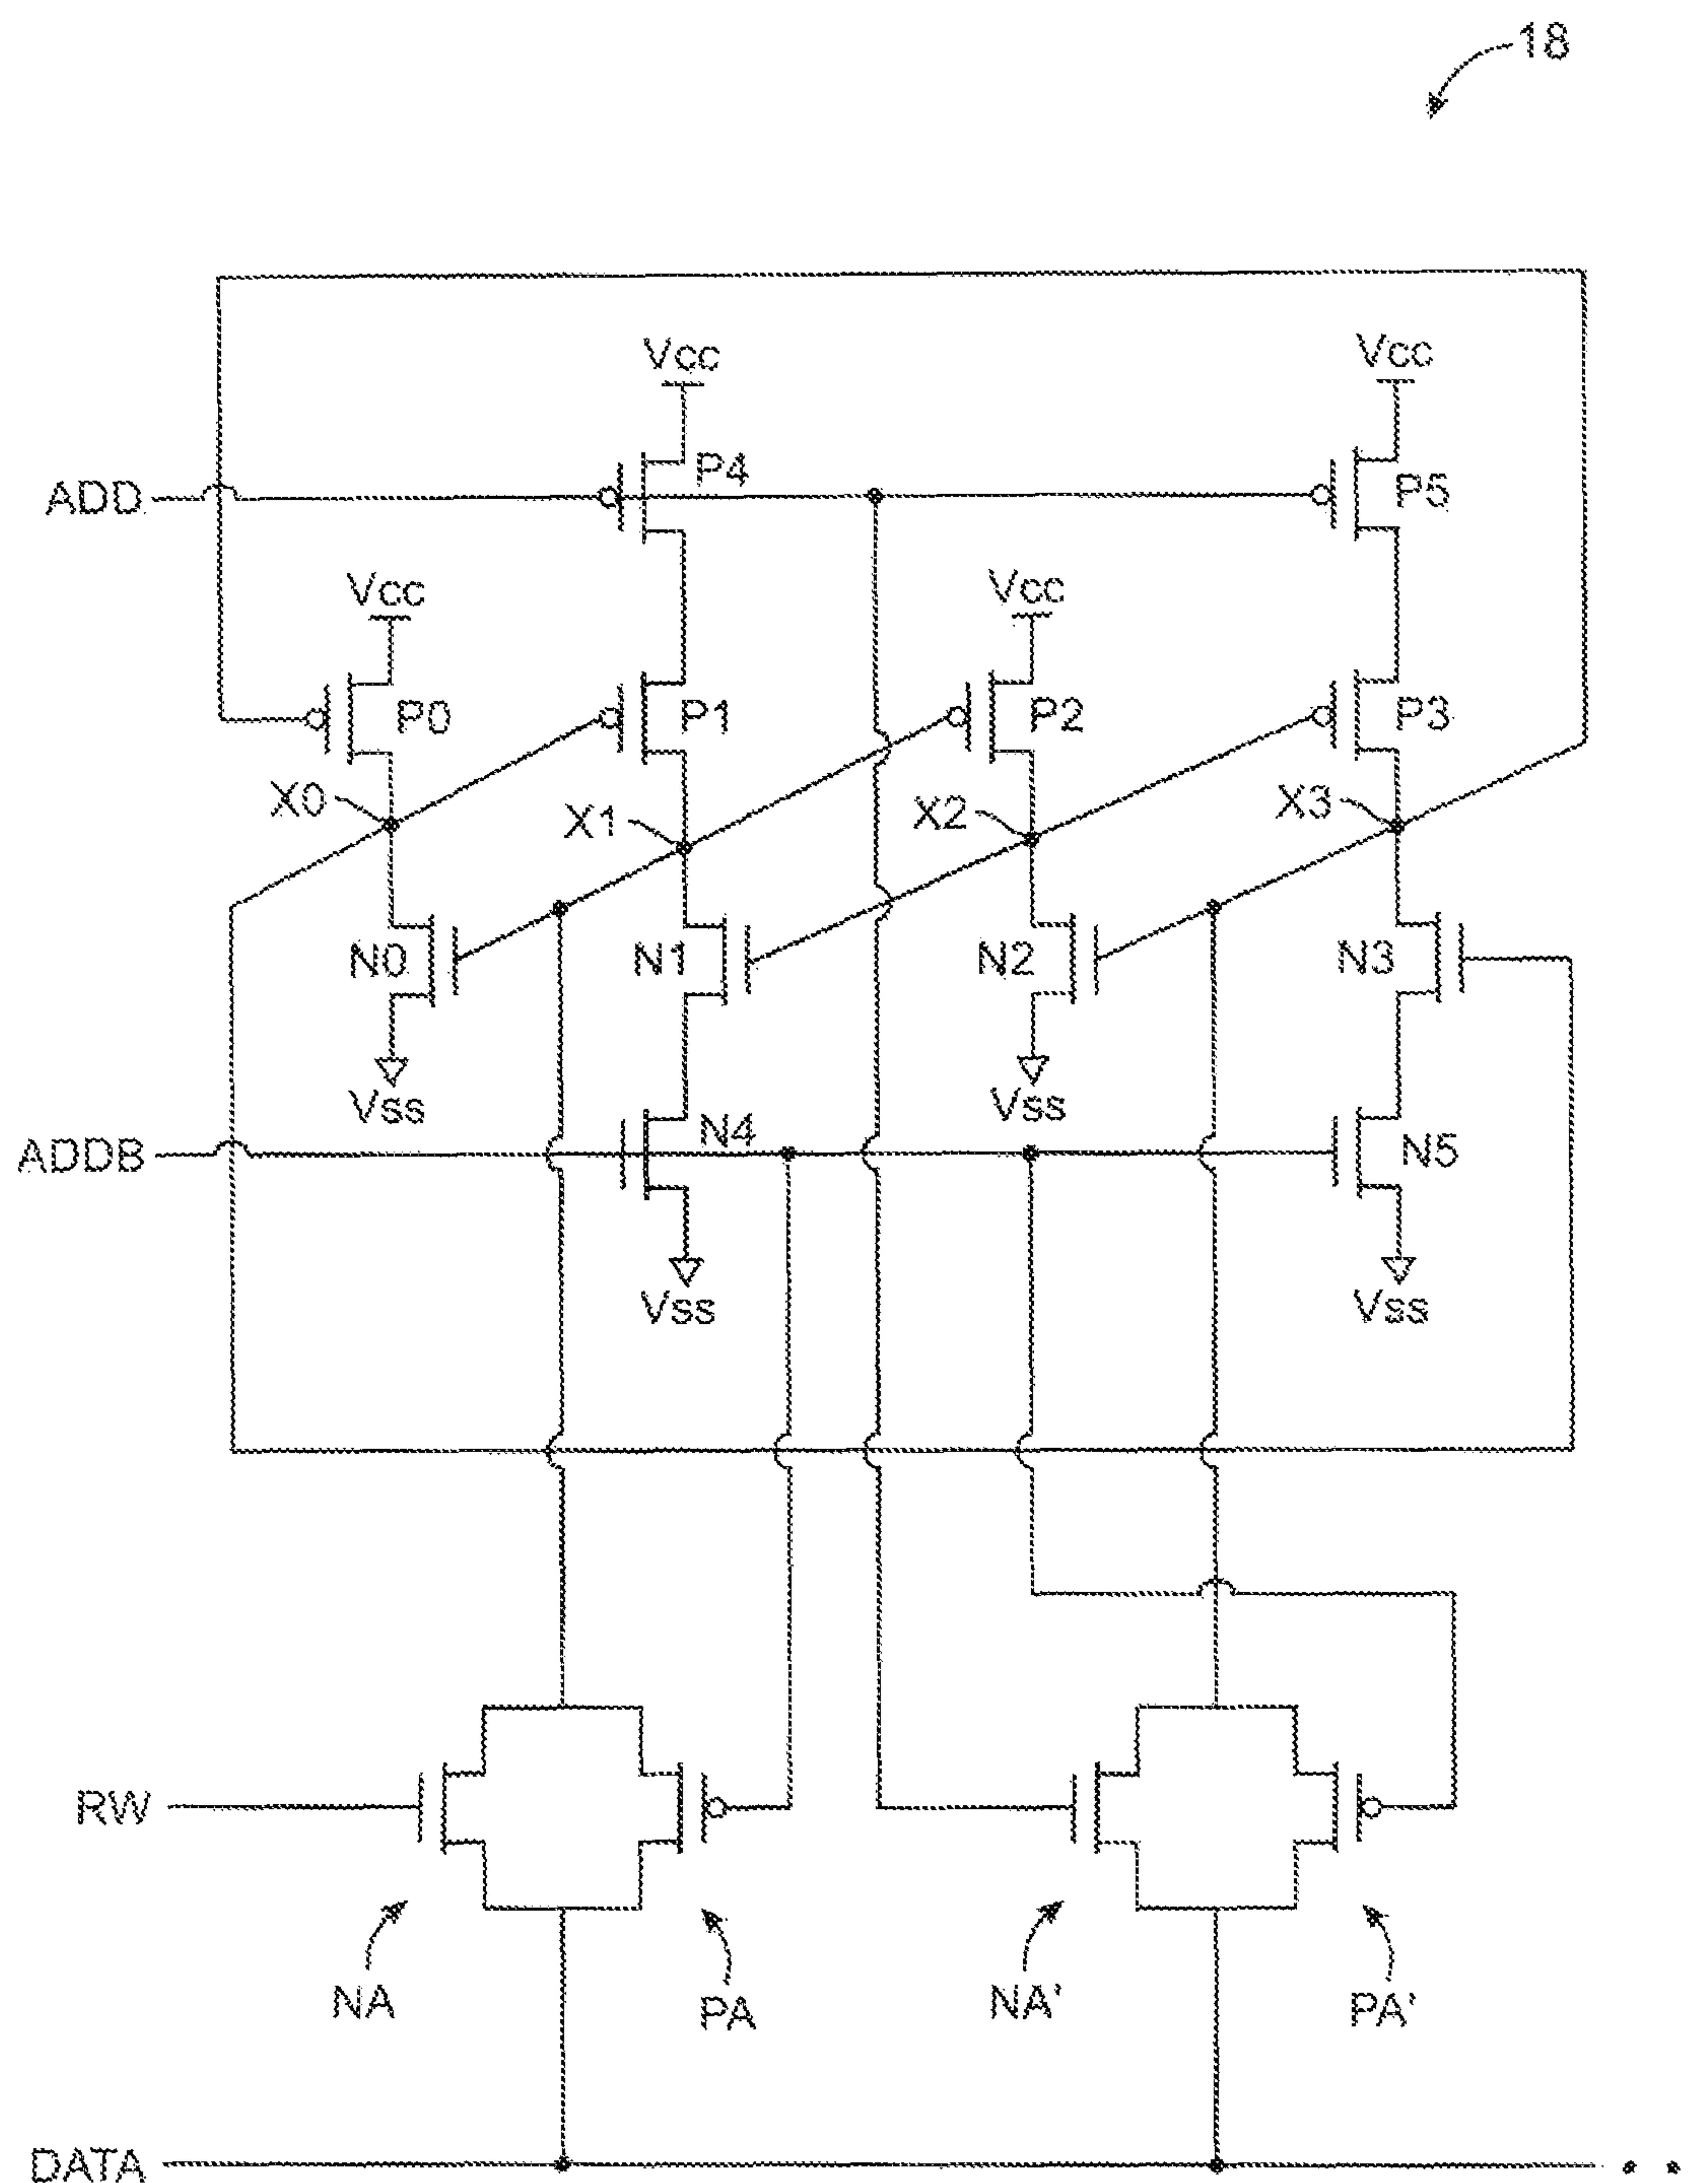 18
Vcc
Vcc
ADD
P4
P5
Vcc
Vcc
P0
P1
P2
P3
X0
X1
X2
X3
N0
N1
N2
N3
Vss
Vss
ADDB
N4
N5
Vss
Vss
RW
NA
PA
NA'
PA'
DATA